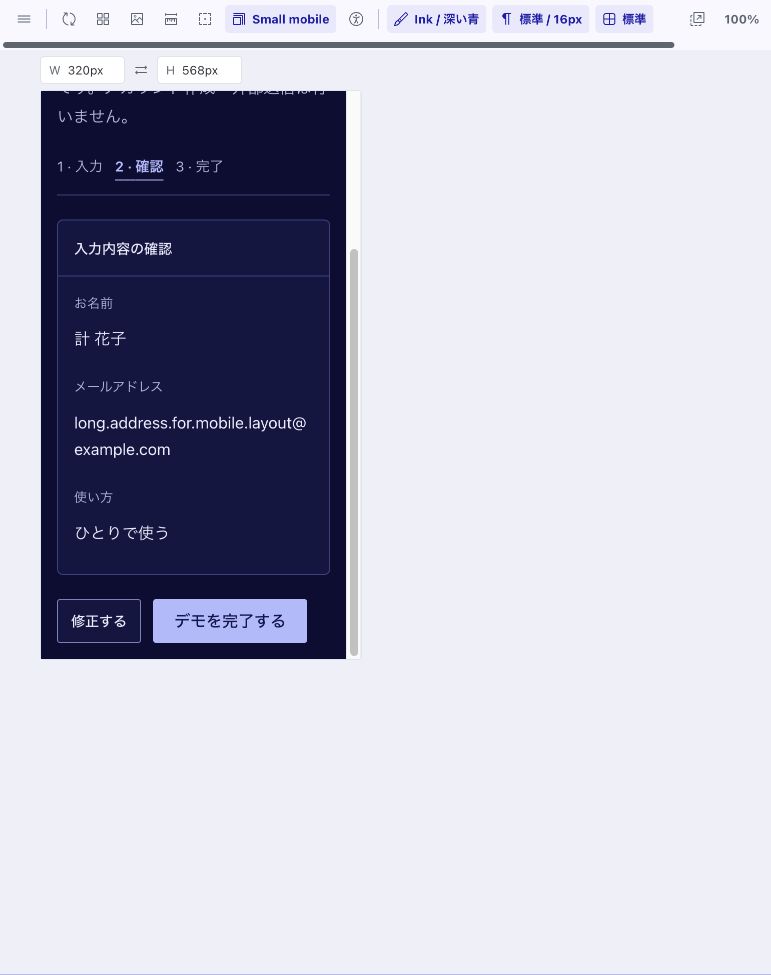 Small mobile
Ink / 深い青
標準 / 16px
標準
100%
W 320px
H 568px
いません。
1 · 入力 2 · 確認 3 · 完了
入力内容の確認
お名前
計 花子
メールアドレス
long.address.for.mobile.layout@
example.com
使い方
ひとりで使う
修正する
デモを完了する